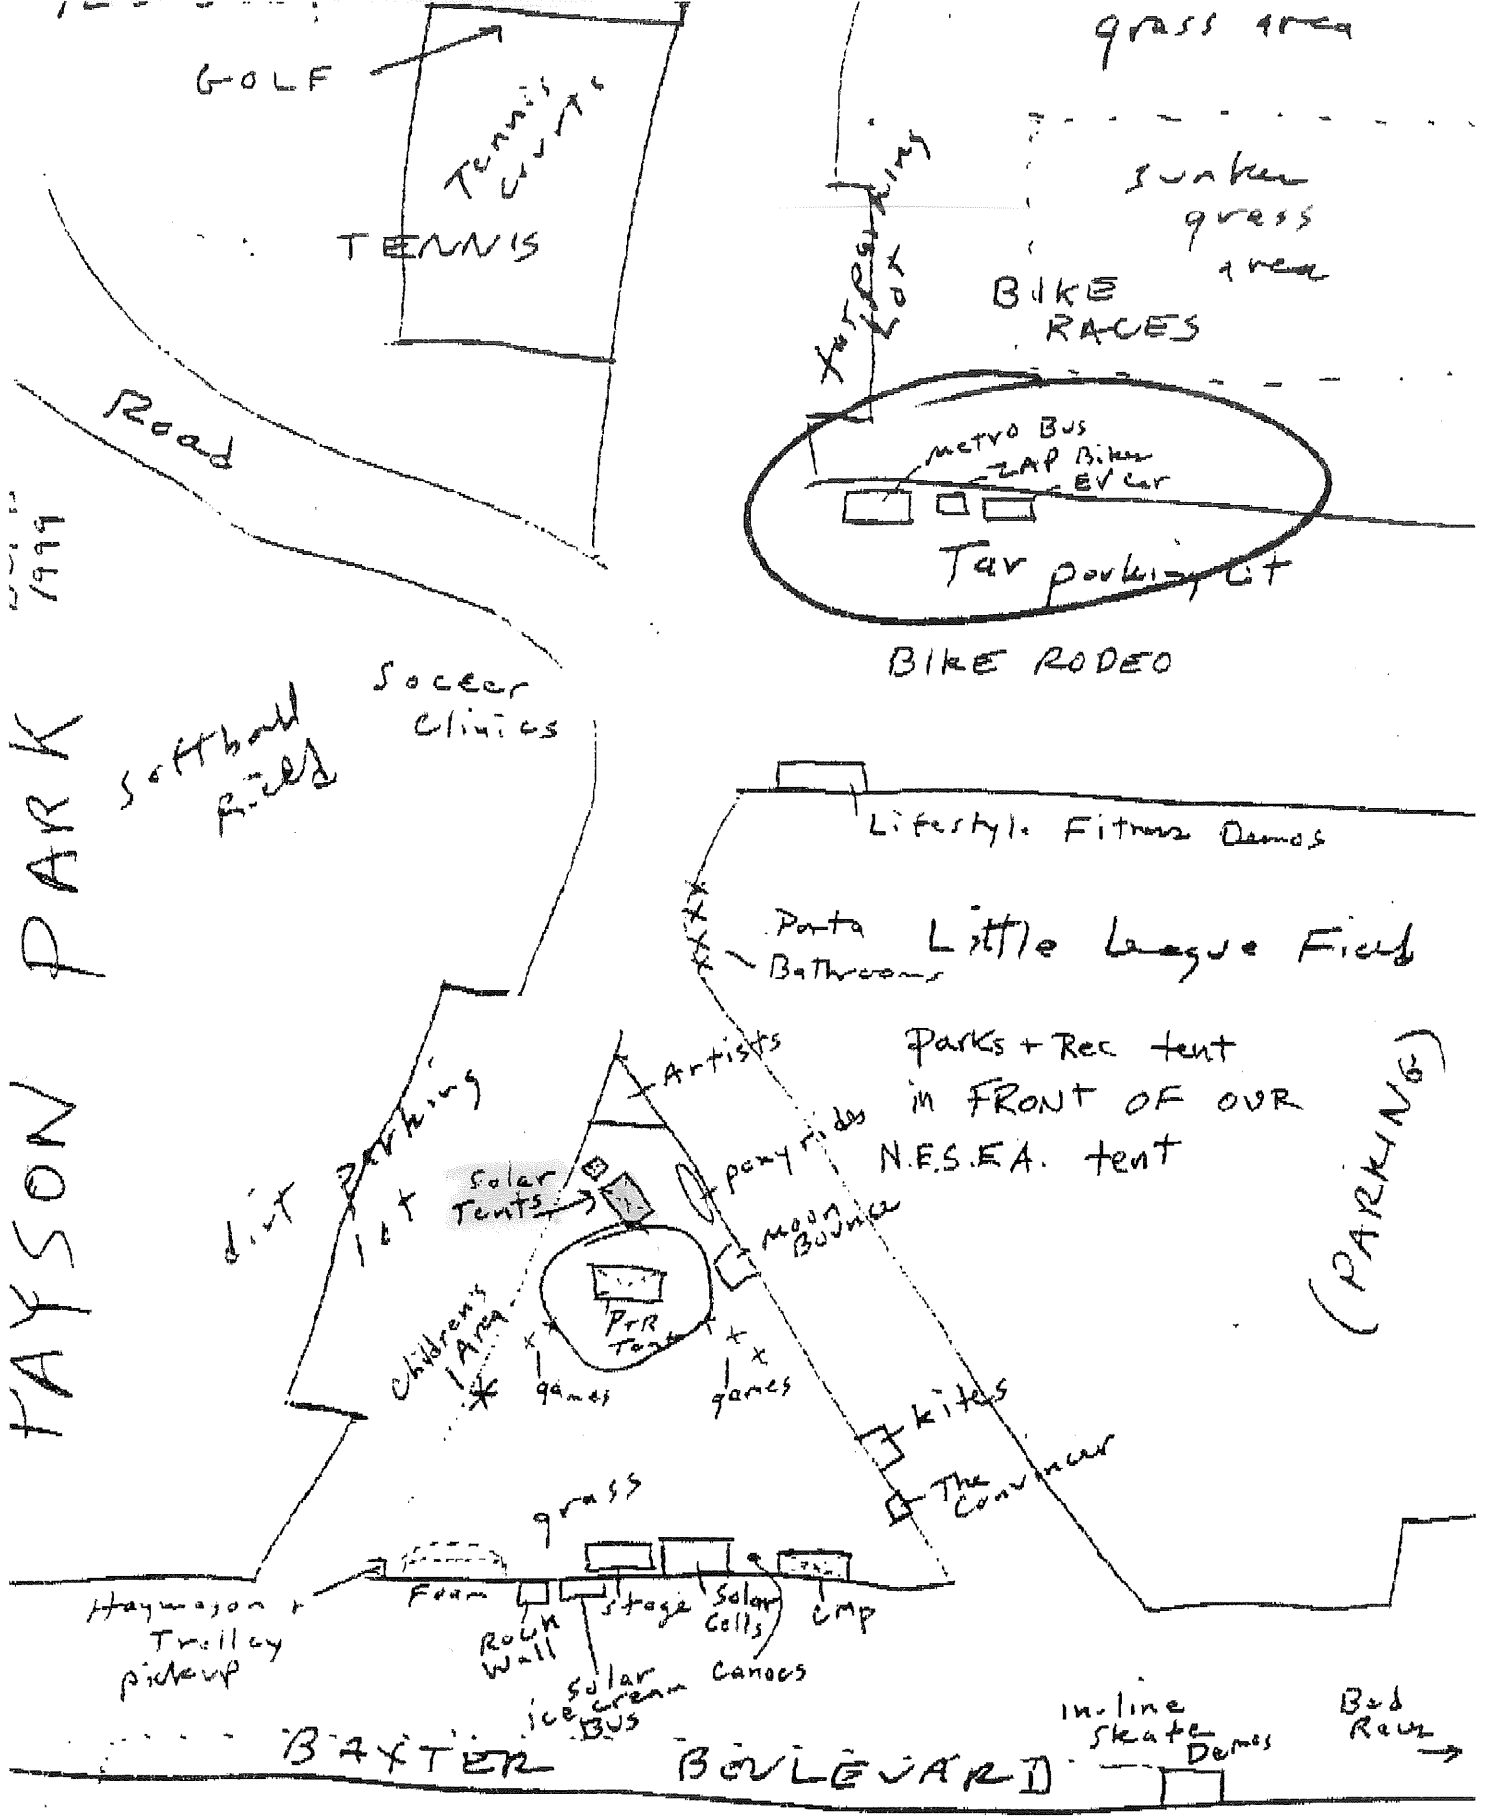 grass area
GOLF
Tennis
Courts
TENNIS
sunken
grass
area
BIKE
RACES
Lot
Road
Metro Bus
ZAP Bikes
EV Car
Tar parking Lot
1999
BIKE RODEO
Soccer
Clinics
Softball
Field
PAYSON PARK
Lifestyle Fitness Demos
Porta
Bathrooms
Little League Field
Artists
Parks + Rec tent
in FRONT OF OUR
N.E.S.E.A. tent
(PARKING)
dirt parking
lot
Solar
Tents
pony rides
Moon
Bounce
P+R
Tent
Children's
Area
games
games
kites
The
Convincer
grass
Foam
Stage
Solar
Cells
CMP
Haywagon +
Trolley
pickup
Rock
Wall
Solar
ice cream
Bus
Canoes
BAXTER BOULEVARD
in-line
skate
Demos
Bed
Race